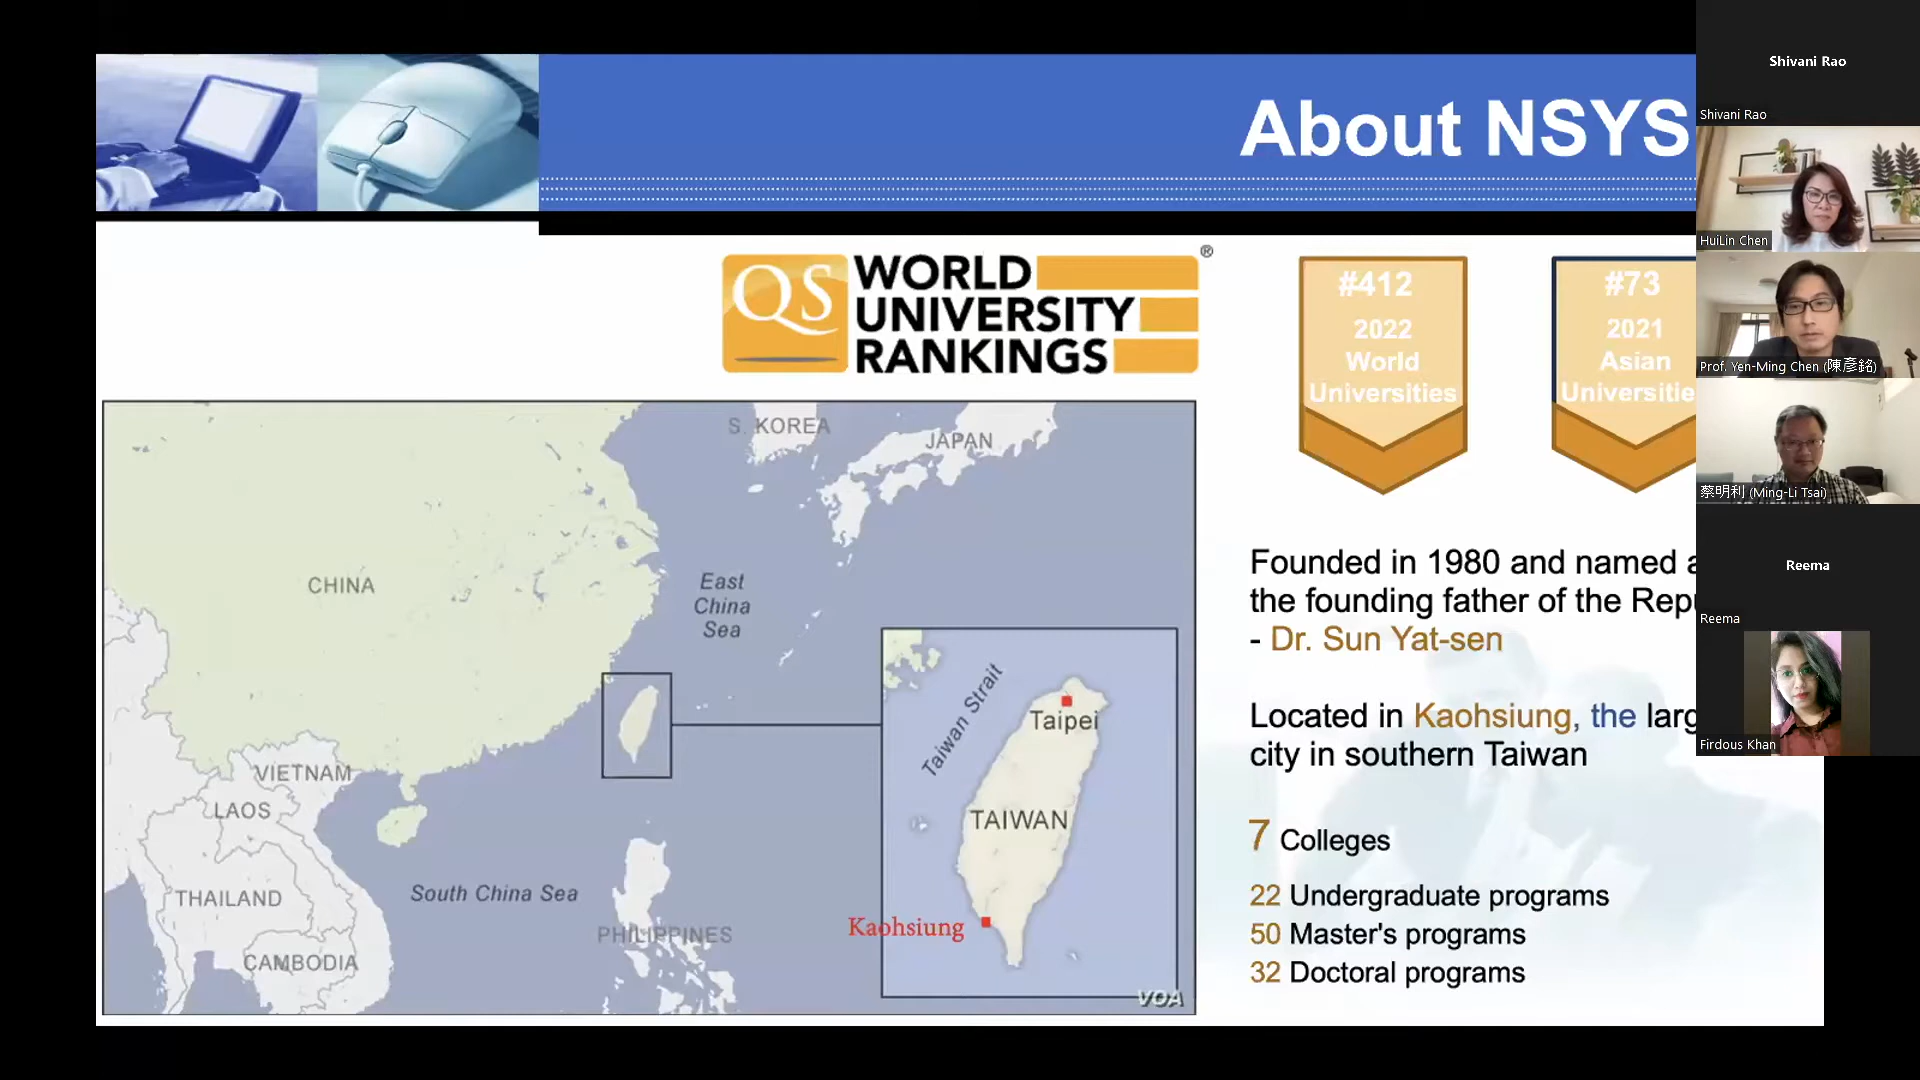 About NSYS
QS WORLD
UNIVERSITY
RANKINGS
®
#412
2022
World
Universities
#73
2021
Asian
Universitie
Founded in 1980 and named a
the founding father of the Rep
- Dr. Sun Yat-sen
Located in Kaohsiung, the larg
city in southern Taiwan
7 Colleges
22 Undergraduate programs
50 Master's programs
32 Doctoral programs
S. KOREA
JAPAN
CHINA
East
China
Sea
Taiwan Strait
Taipei
TAIWAN
VIETNAM
LAOS
THAILAND
South China Sea
Kaohsiung
PHILIPPINES
CAMBODIA
VOA
Shivani Rao
Shivani Rao
HuiLin Chen
Prof. Yen-Ming Chen (陳彥銘)
蔡明利 (Ming-Li Tsai)
Reema
Reema
Firdous Khan